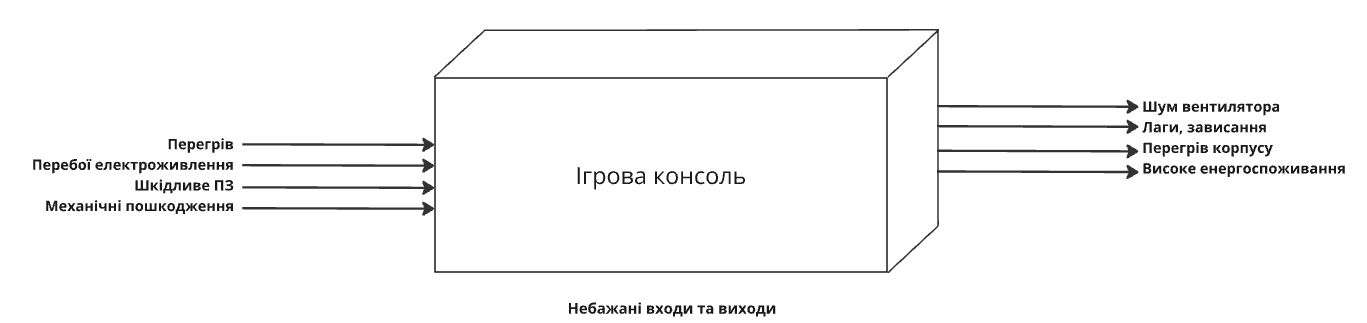 Перегрів
Перебої електроживлення
Шкідливе ПЗ
Механічні пошкодження
Ігрова консоль
Шум вентилятора
Лаги, зависання
Перегрів корпусу
Високе енергоспоживання
Небажані входи та виходи